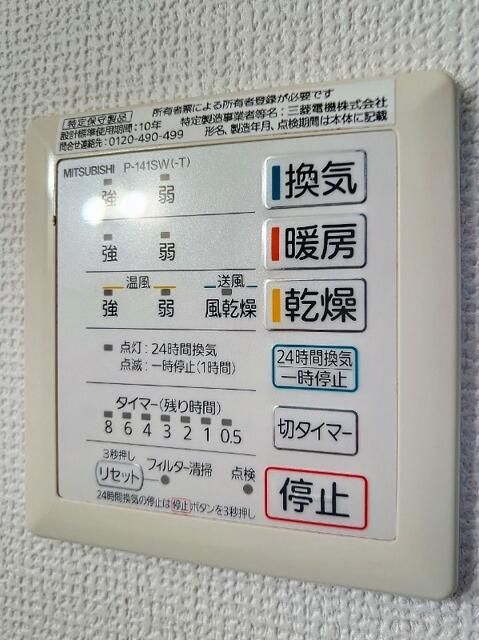 特定保守製品
所有者票による所有者登録が必要です
設計標準使用期間：10年
特定製造事業者等名：三菱電機株式会社
問合せ連絡先：0120-490-499
形名、製造年月、点検期間は本体に記載
MITSUBISHI P-141SW(-T)
強 弱 換気
強 弱 暖房
温風 送風
強 弱 風乾燥 乾燥
点灯：24時間換気
点滅：一時停止(1時間)
24時間換気
一時停止
タイマー(残り時間)
8 6 4 3 2 1 0.5
切タイマー
3秒押し
リセット フィルター清掃 点検
停止
24時間換気の停止は停止ボタンを3秒押し